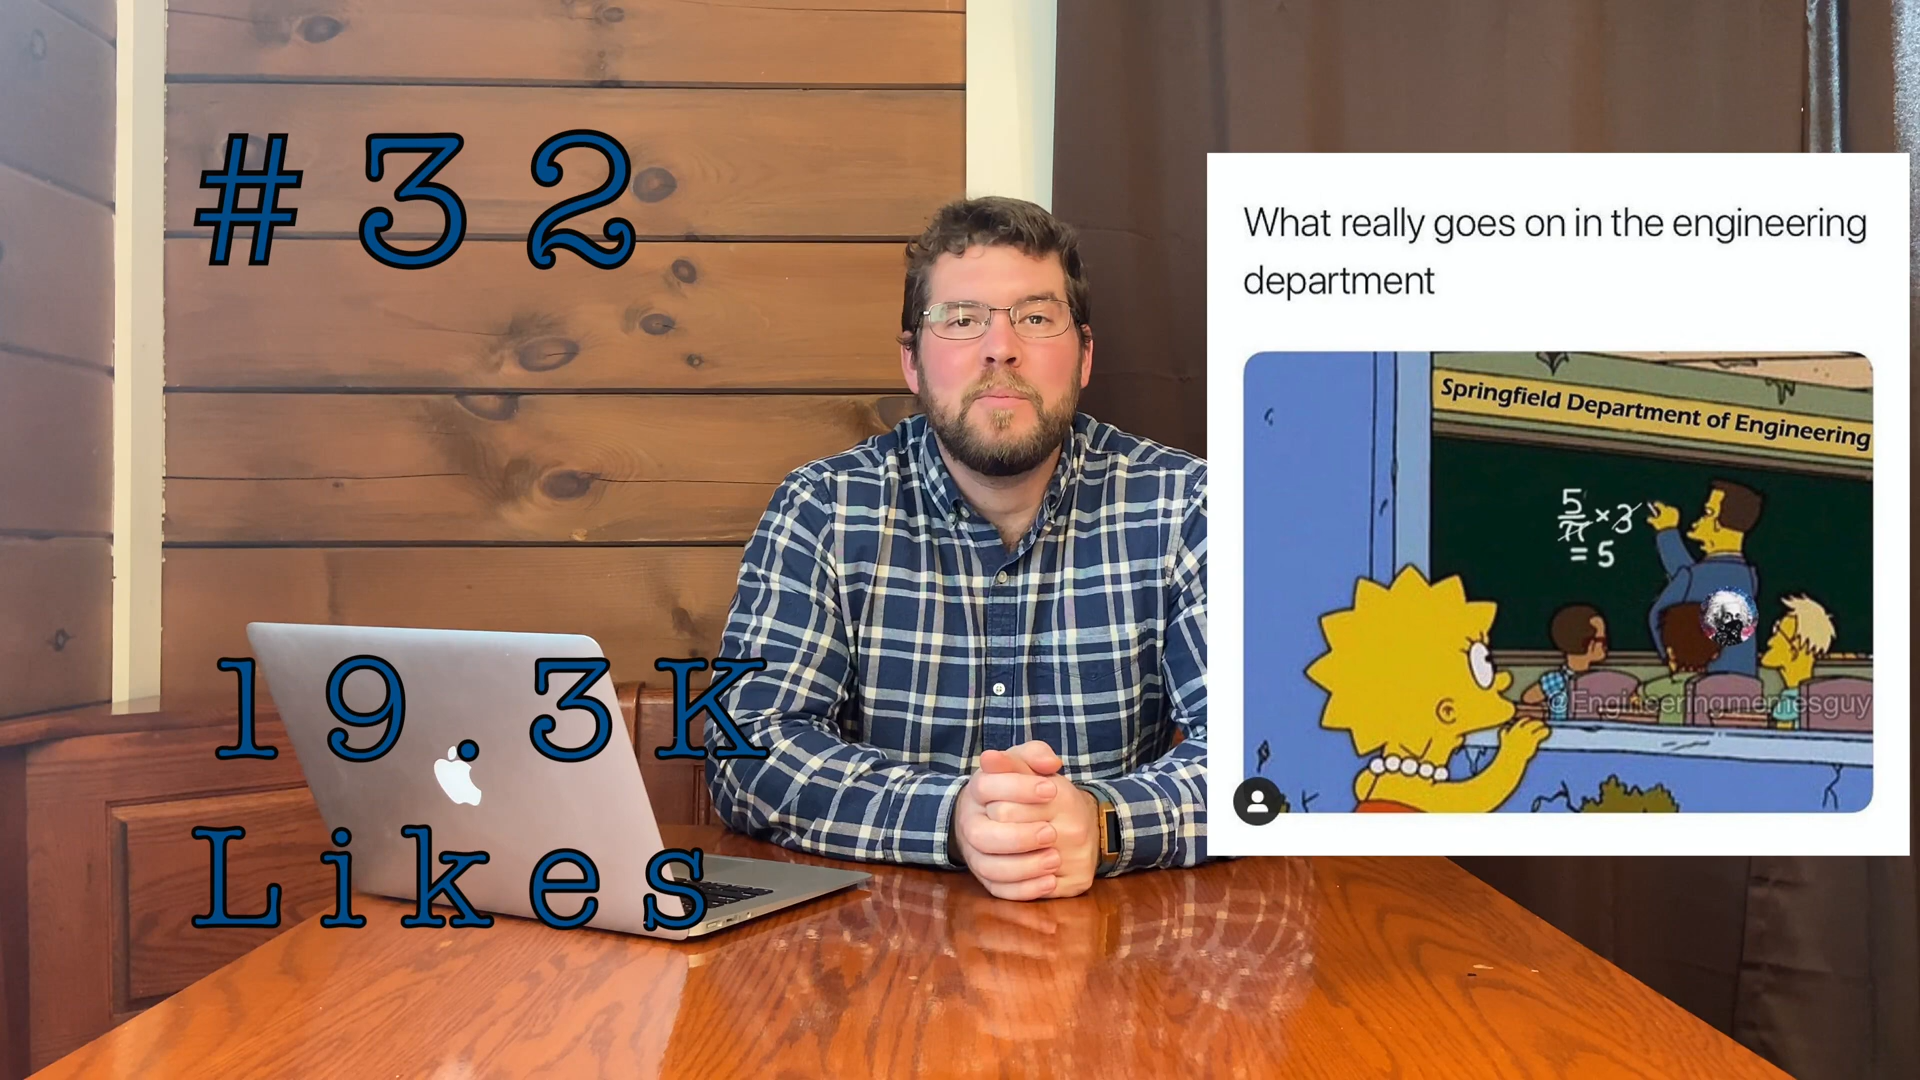 #32
19.3K
Likes
What really goes on in the engineering
department
Springfield Department of Engineering
5/π × 3
= 5
@Engineeringmemesguy